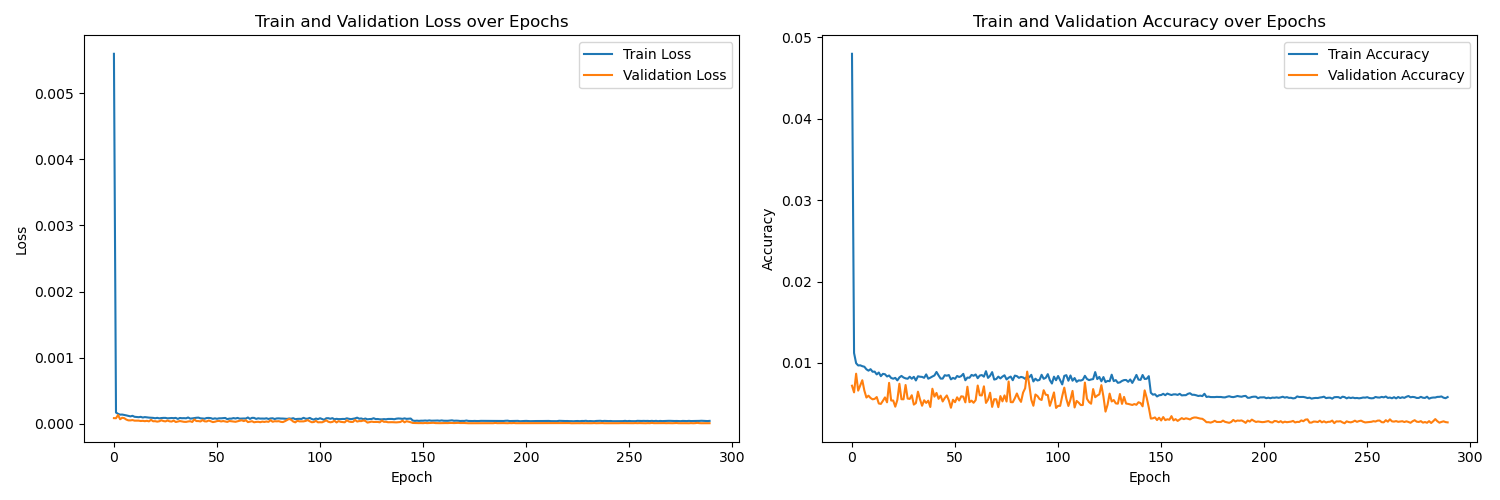 Train and Validation Loss over Epochs
Train Loss
Validation Loss
0.005
0.004
0.003
0.002
0.001
0.000
Loss
0
50
100
150
200
250
300
Epoch
Train and Validation Accuracy over Epochs
Train Accuracy
Validation Accuracy
0.05
0.04
0.03
0.02
0.01
Accuracy
0
50
100
150
200
250
300
Epoch